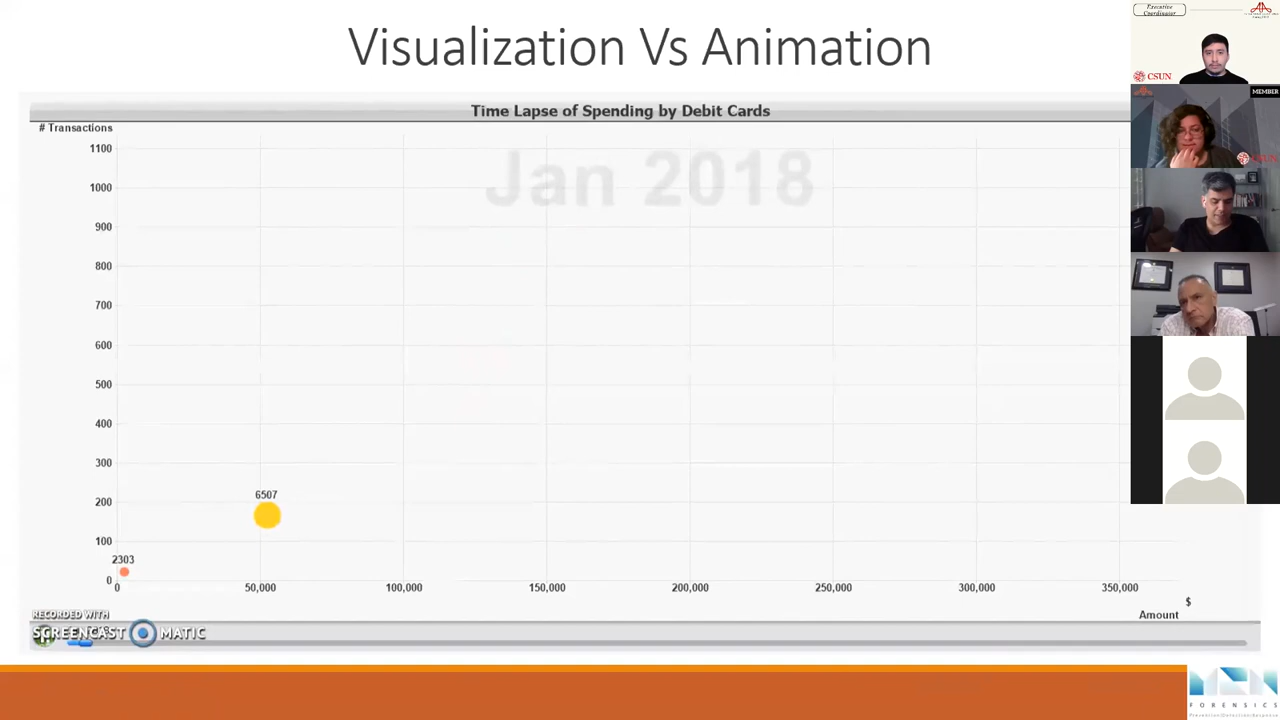 Visualization Vs Animation
Time Lapse of Spending by Debit Cards
# Transactions
Jan 2018
1100
1000
900
800
700
600
500
400
300
200
100
0
6507
2303
0
50,000
100,000
150,000
200,000
250,000
300,000
350,000
$
Amount
RECORDED WITH
SCREENCAST MATIC
Executive
Coordinator
CSUN
MEMBER
CSUN
FORENSICS